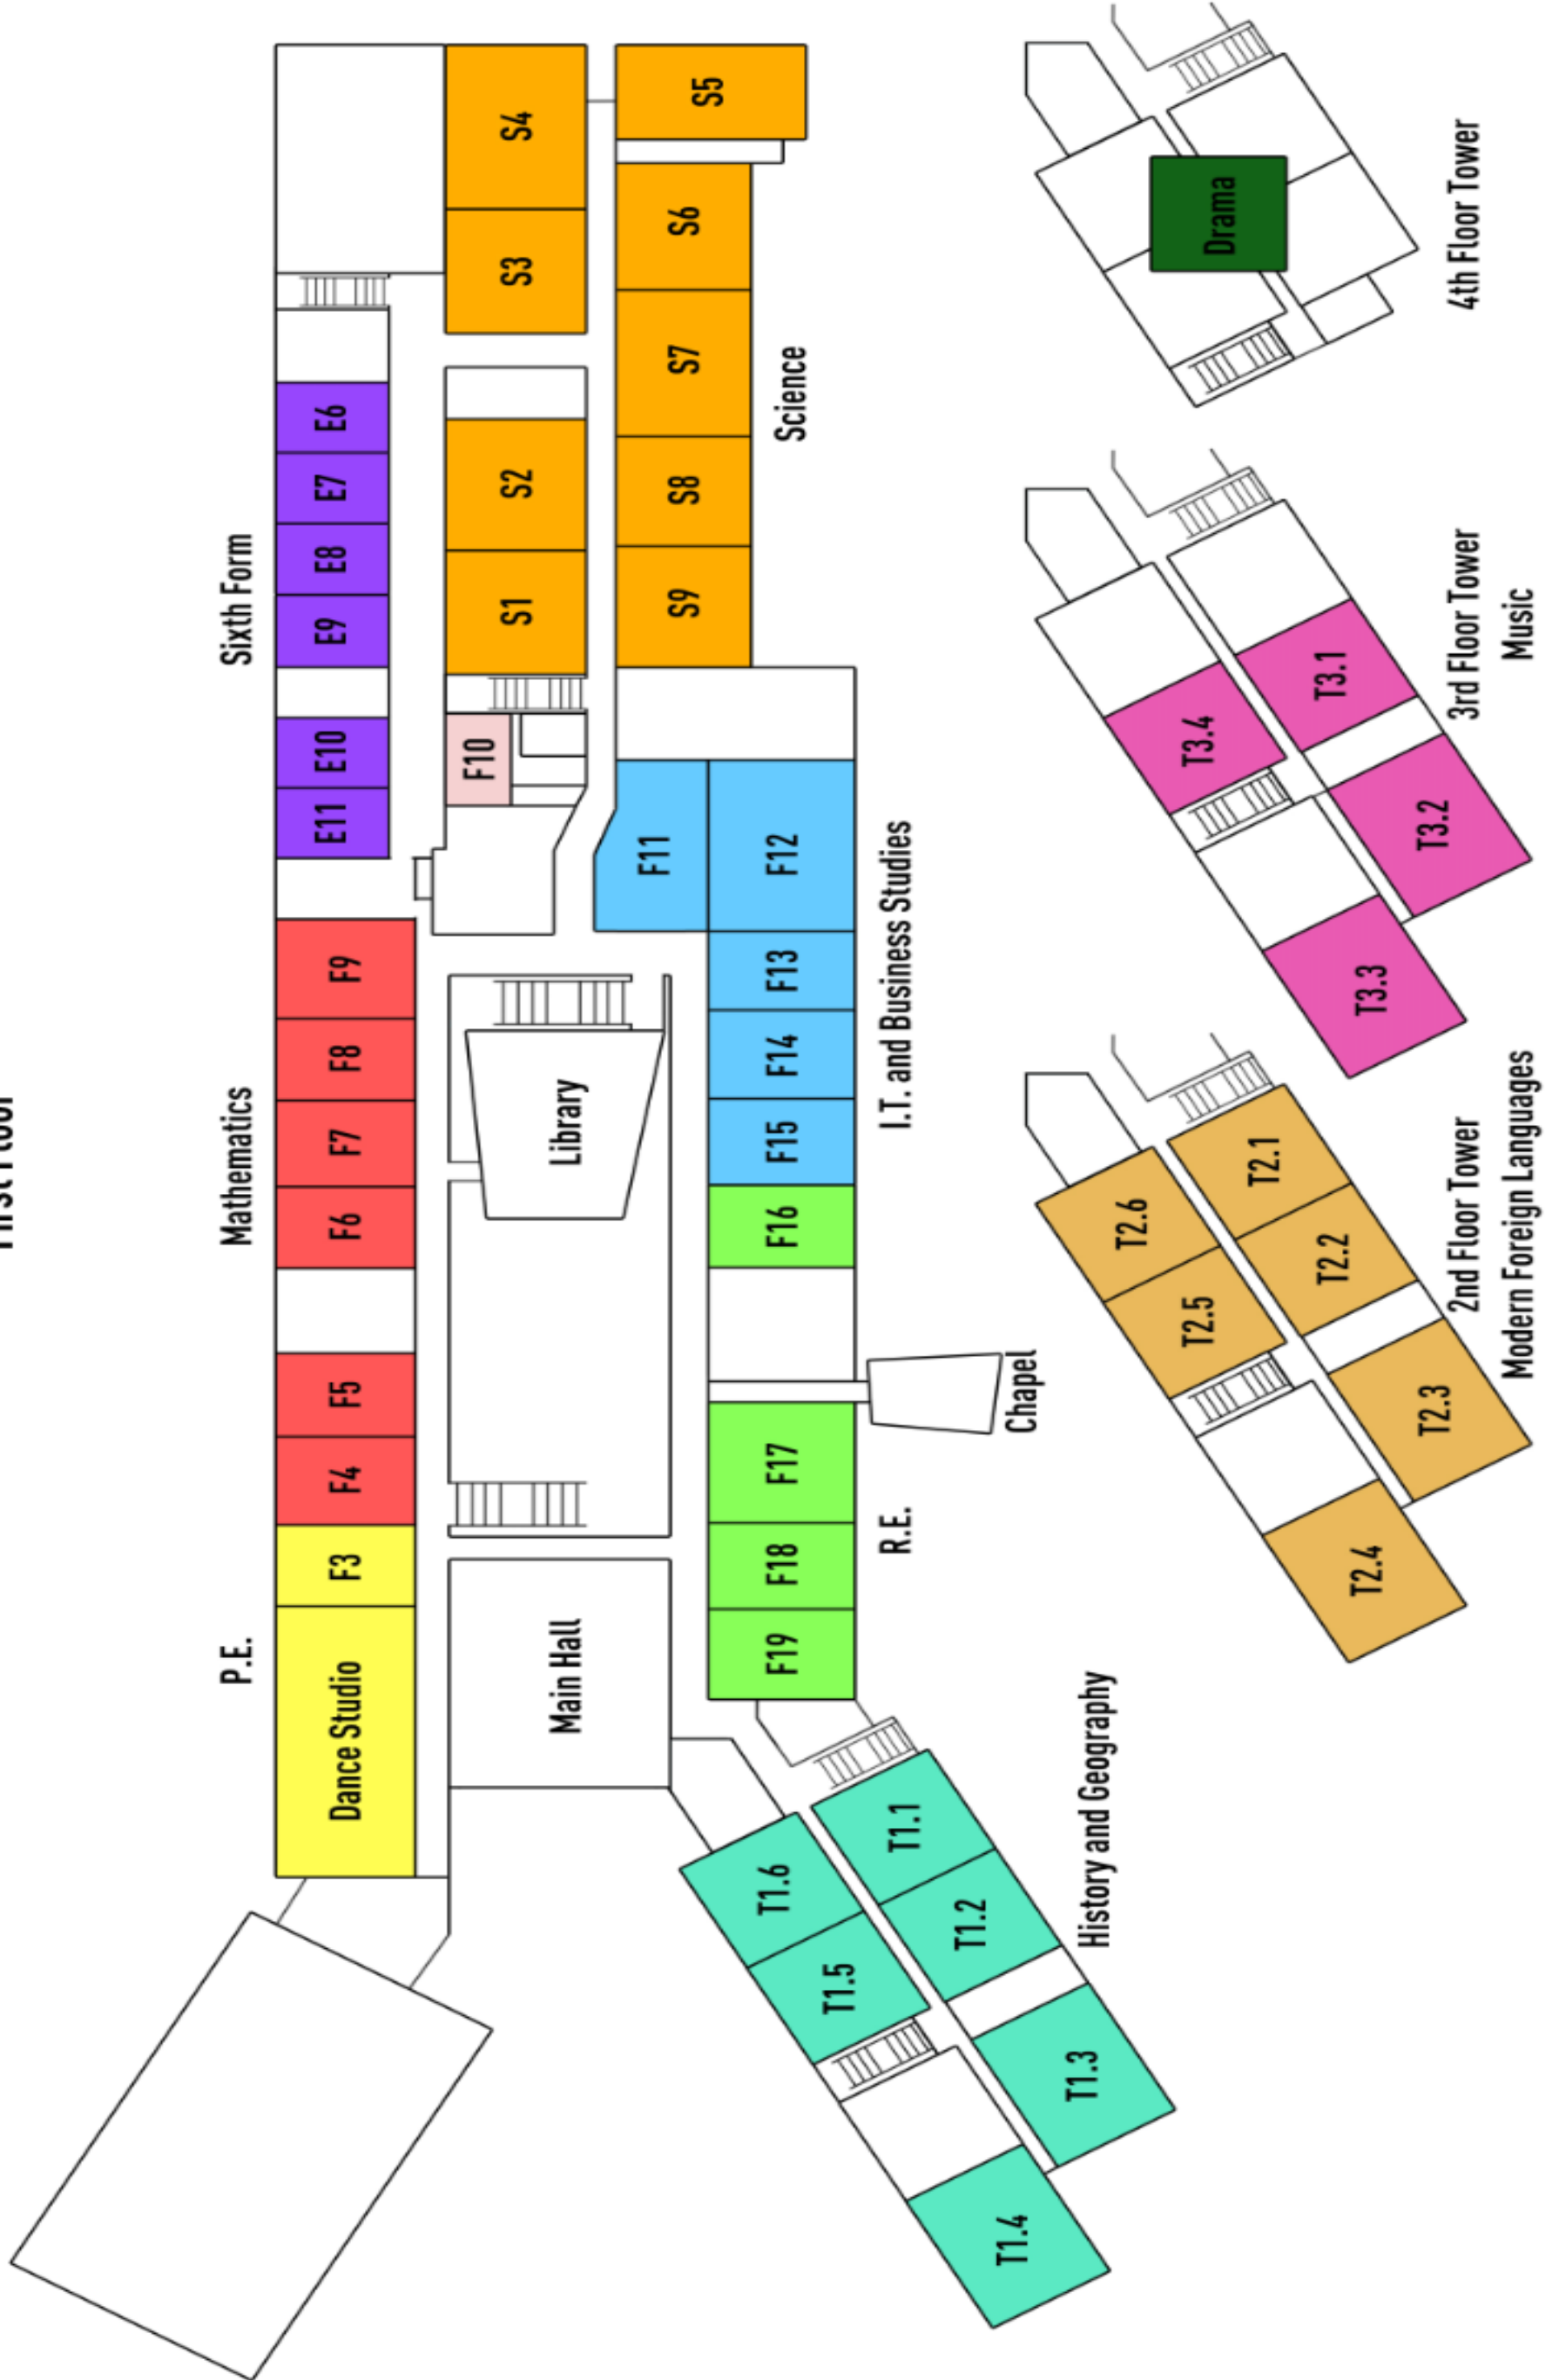 First Floor
P.E.
Mathematics
Sixth Form
Dance Studio
F3
F4
F5
F6
F7
F8
F9
E11
E10
E9
E8
E7
E6
F10
Main Hall
Library
S1
S2
S3
S4
F11
S9
S8
S7
S6
S5
F19
F18
F17
F16
F15
F14
F13
F12
Science
R.E.
I.T. and Business Studies
Chapel
T1.6
T1.5
T1.1
T1.2
T1.4
T1.3
History and Geography
T2.6
T2.5
T2.1
T2.2
T2.4
T2.3
2nd Floor Tower
Modern Foreign Languages
T3.4
T3.1
T3.3
T3.2
3rd Floor Tower
Music
Drama
4th Floor Tower